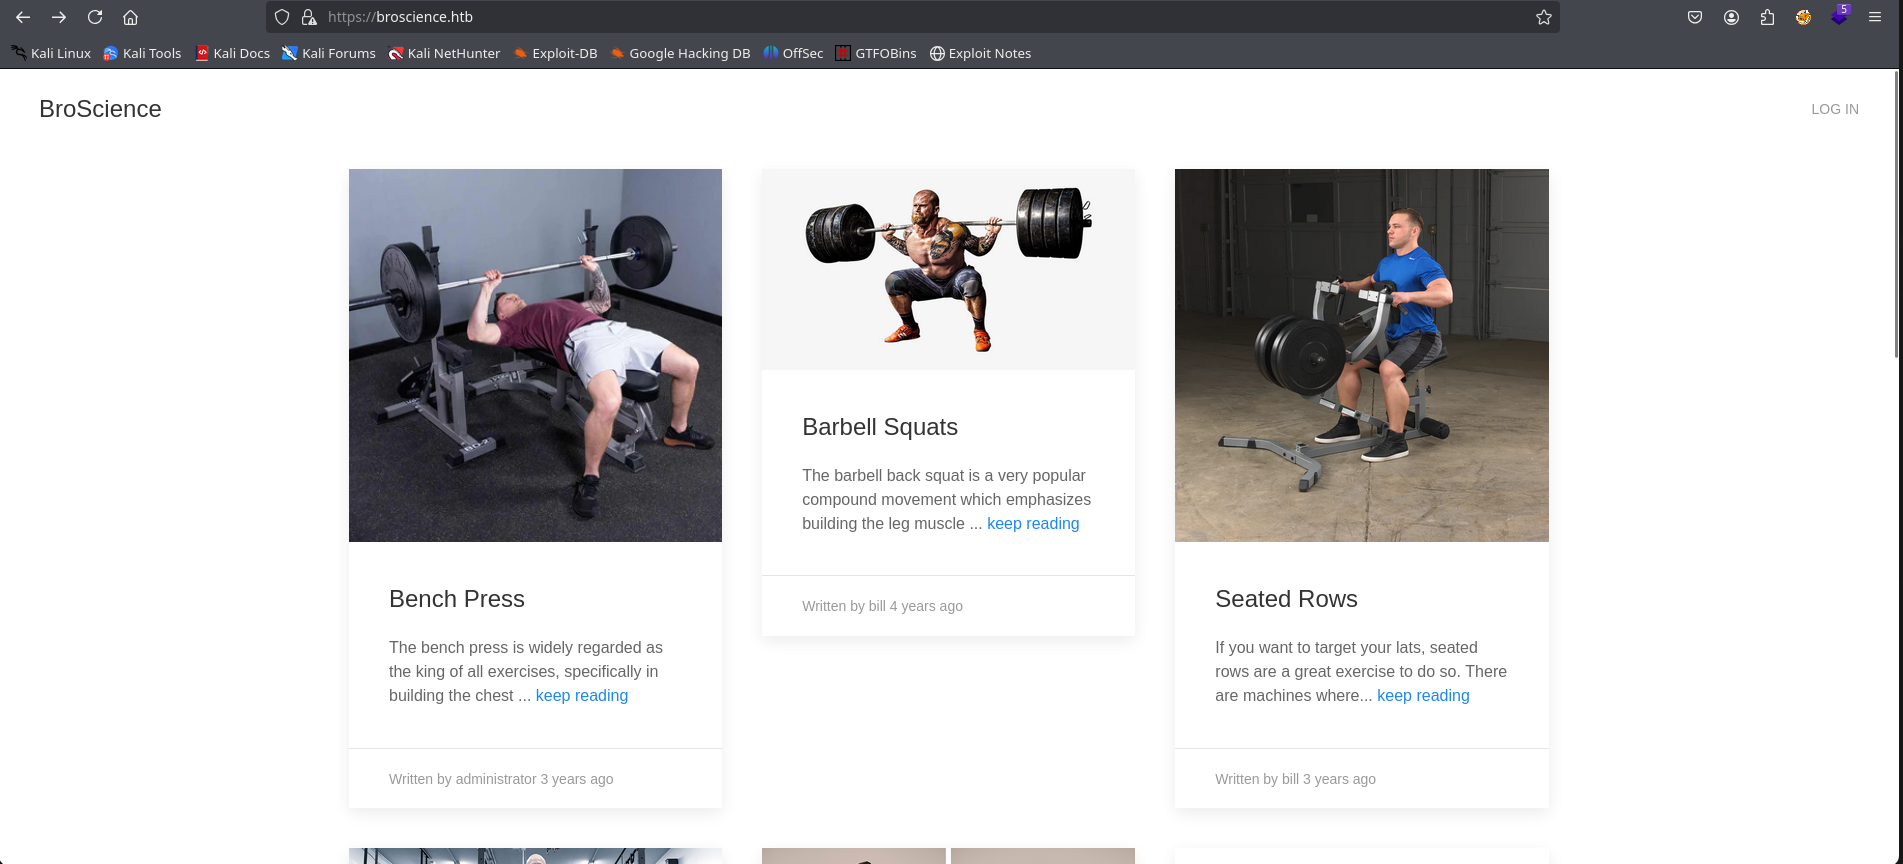 https://broscience.htb
5
Kali Linux Kali Tools Kali Docs Kali Forums Kali NetHunter Exploit-DB Google Hacking DB OffSec GTFOBins Exploit Notes
BroScience
LOG IN
Bench Press
The bench press is widely regarded as
the king of all exercises, specifically in
building the chest ... keep reading
Written by administrator 3 years ago
Barbell Squats
The barbell back squat is a very popular
compound movement which emphasizes
building the leg muscle ... keep reading
Written by bill 4 years ago
Seated Rows
If you want to target your lats, seated
rows are a great exercise to do so. There
are machines where... keep reading
Written by bill 3 years ago